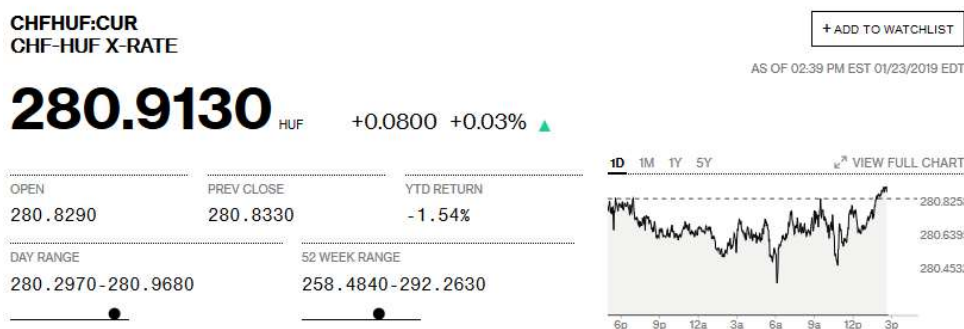 CHFHUF:CUR
CHF-HUF X-RATE
+ ADD TO WATCHLIST
AS OF 02:39 PM EST 01/23/2019 EDT
280.9130 HUF +0.0800 +0.03% ▲
1D 1M 1Y 5Y VIEW FULL CHART
OPEN PREV CLOSE YTD RETURN
280.8290 280.8330 -1.54%
DAY RANGE 52 WEEK RANGE
280.2970-280.9680 258.4840-292.2630
280.825
280.639
280.453
6p 9p 12a 3a 6a 9a 12p 3p